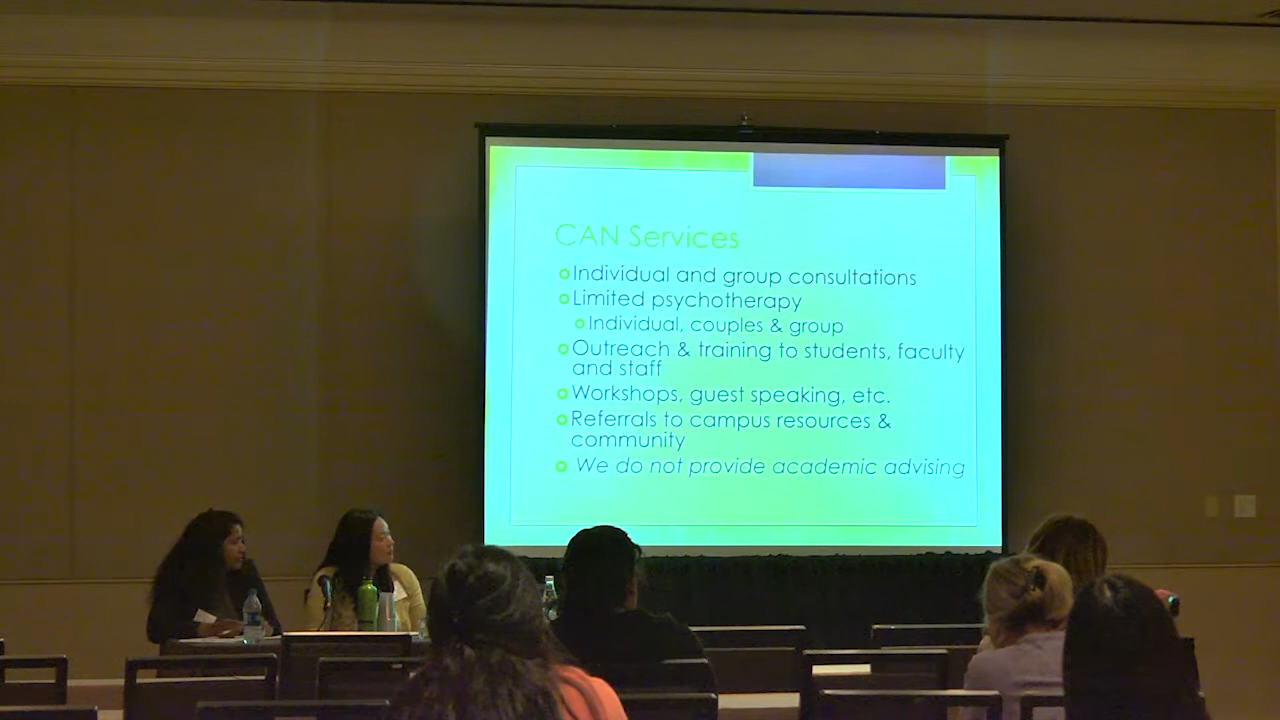 CAN Services
Individual and group consultations
Limited psychotherapy
Individual, couples & group
Outreach & training to students, faculty
and staff
Workshops, guest speaking, etc.
Referrals to campus resources &
community
We do not provide academic advising